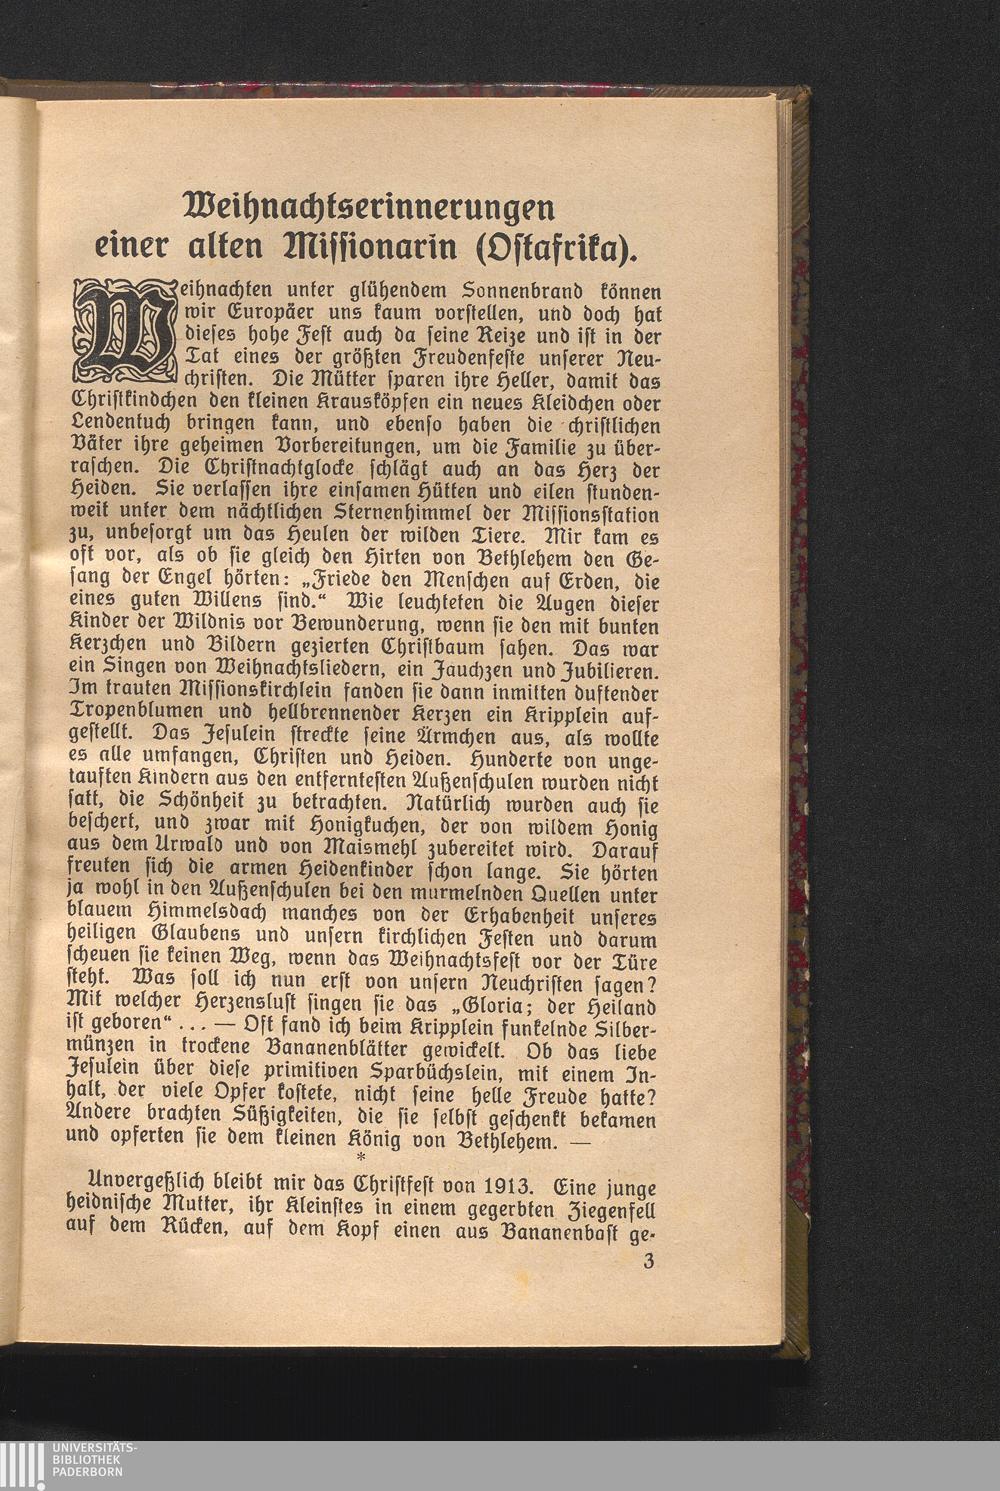 Weihnachtserinnerungen
einer alten Missionarin (Ostafrika).
Weihnachten unter glühendem Sonnenbrand können
wir Europäer uns kaum vorstellen, und doch hat
dieses hohe Fest auch da seine Reize und ist in der
Tat eines der größten Freudenfeste unserer Neu-
christen. Die Mütter sparen ihre Heller, damit das
Christkindchen den kleinen Krausköpfen ein neues Kleidchen oder
Lendentuch bringen kann, und ebenso haben die christlichen
Väter ihre geheimen Vorbereitungen, um die Familie zu über-
raschen. Die Christnachtglocke schlägt auch an das Herz der
Heiden. Sie verlassen ihre einsamen Hütten und eilen stunden-
weit unter dem nächtlichen Sternenhimmel der Missionsstation
zu, unbesorgt um das Heulen der wilden Tiere. Mir kam es
oft vor, als ob sie gleich den Hirten von Bethlehem den Ge-
sang der Engel hörten: „Friede den Menschen auf Erden, die
eines guten Willens sind.“ Wie leuchteten die Augen dieser
Kinder der Wildnis vor Bewunderung, wenn sie den mit bunten
Kerzchen und Bildern gezierten Christbaum sahen. Das war
ein Singen von Weihnachtsliedern, ein Jauchzen und Jubilieren.
Im trauten Missionskirchlein fanden sie dann inmitten duftender
Tropenblumen und hellbrennender Kerzen ein Kripplein auf-
gestellt. Das Jesulein streckte seine Ärmchen aus, als wollte
es alle umfangen, Christen und Heiden. Hunderte von unge-
tauften Kindern aus den entferntesten Außenschulen wurden nicht
satt, die Schönheit zu betrachten. Natürlich wurden auch sie
beschert, und zwar mit Honigkuchen, der von wildem Honig
aus dem Urwald und von Maismehl zubereitet wird. Darauf
freuten sich die armen Heidenkinder schon lange. Sie hörten
ja wohl in den Außenschulen bei den murmelnden Quellen unter
blauem Himmelsdach manches von der Erhabenheit unseres
heiligen Glaubens und unsern kirchlichen Festen und darum
scheuen sie keinen Weg, wenn das Weihnachtsfest vor der Türe
steht. Was soll ich nun erst von unsern Neuchristen sagen?
Mit welcher Herzenslust singen sie das „Gloria; der Heiland
ist geboren“ ... — Oft fand ich beim Kripplein funkelnde Silber-
münzen in trockene Bananenblätter gewickelt. Ob das liebe
Jesulein über diese primitiven Sparbüchslein, mit einem In-
halt, der viele Opfer kostete, nicht seine helle Freude hatte?
Andere brachten Süßigkeiten, die sie selbst geschenkt bekamen
und opferten sie dem kleinen König von Bethlehem. —
*
Unvergeßlich bleibt mir das Christfest von 1913. Eine junge
heidnische Mutter, ihr Kleinstes in einem gegerbten Ziegenfell
auf dem Rücken, auf dem Kopf einen aus Bananenbast ge-
3
UNIVERSITÄTS-
BIBLIOTHEK
PADERBORN